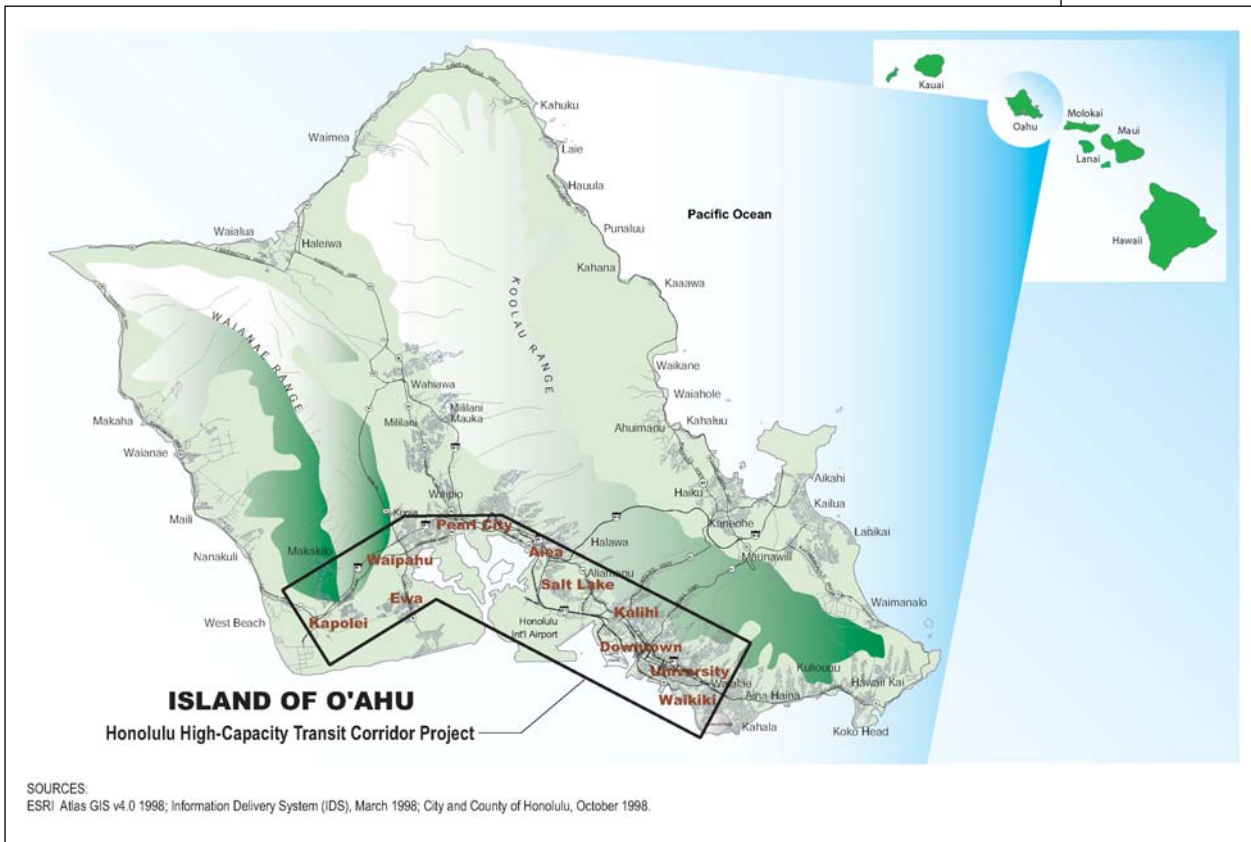 Kauai
Oahu
Molokai
Maui
Lanai
Hawaii
Pacific Ocean
Kahuku
Waimea
Laie
Hauula
Punaluu
Waialua
Haleiwa
Kahana
Kaaawa
KOOLAU RANGE
WAIANAE RANGE
Waikane
Wahiawa
Waiahole
Mililani
Mauka
Makaha
Mililani
Kahaluu
Ahuimanu
Waianae
Aikahi
Waipio
Haiku
Kailua
Maili
Kunia
Pearl City
Kaneohe
Lanikai
Nanakuli
Makakilo
Waipahu
Aiea
Halawa
Maunawili
Aliamanu
Salt Lake
Ewa
Kalihi
Waimanalo
West Beach
Kapolei
Honolulu
Int'l Airport
Downtown
University
Kuliouou
Waialae
Hawaii Kai
Waikiki
Aina Haina
Kahala
Koko Head
ISLAND OF O'AHU
Honolulu High-Capacity Transit Corridor Project
SOURCES:
ESRI Atlas GIS v4.0 1998; Information Delivery System (IDS), March 1998; City and County of Honolulu, October 1998.